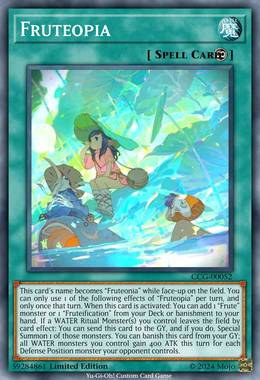 Fruteopia
[ Spell Card ]
CCG-00052
This card's name becomes "Fruteonia" while face-up on the field. You
can only use 1 of the following effects of "Fruteopia" per turn, and
only once that turn. When this card is activated: You can add 1 "Frute"
monster or 1 "Fruteification" from your Deck or banishment to your
hand. If a WATER Ritual Monster(s) you control leaves the field by
card effect: You can send this card to the GY, and if you do, Special
Summon 1 of those monsters. You can banish this card from your GY;
all WATER monsters you control gain 400 ATK this turn for each
Defense Position monster your opponent controls.
59284861
Limited Edition
© 2024 Mojo
Yu-Gi-Oh! Custom Card Game